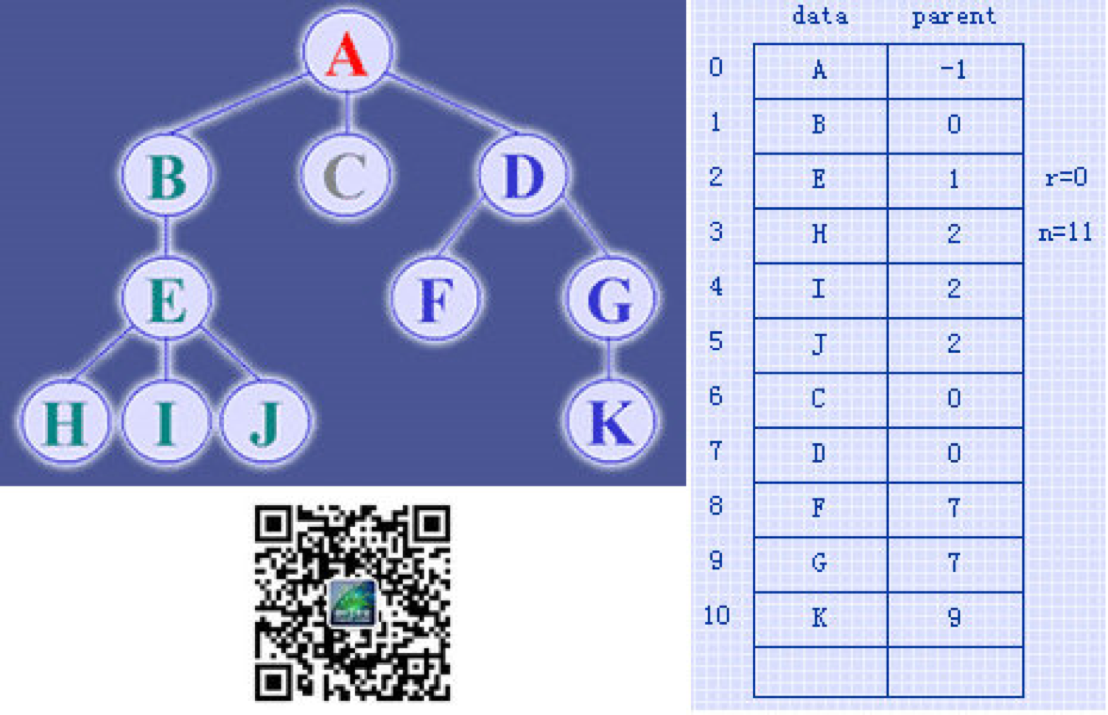 A
B C D
E F G
H I J K
data parent
0 A -1
1 B 0
2 E 1 r=0
3 H 2 n=11
4 I 2
5 J 2
6 C 0
7 D 0
8 F 7
9 G 7
10 K 9